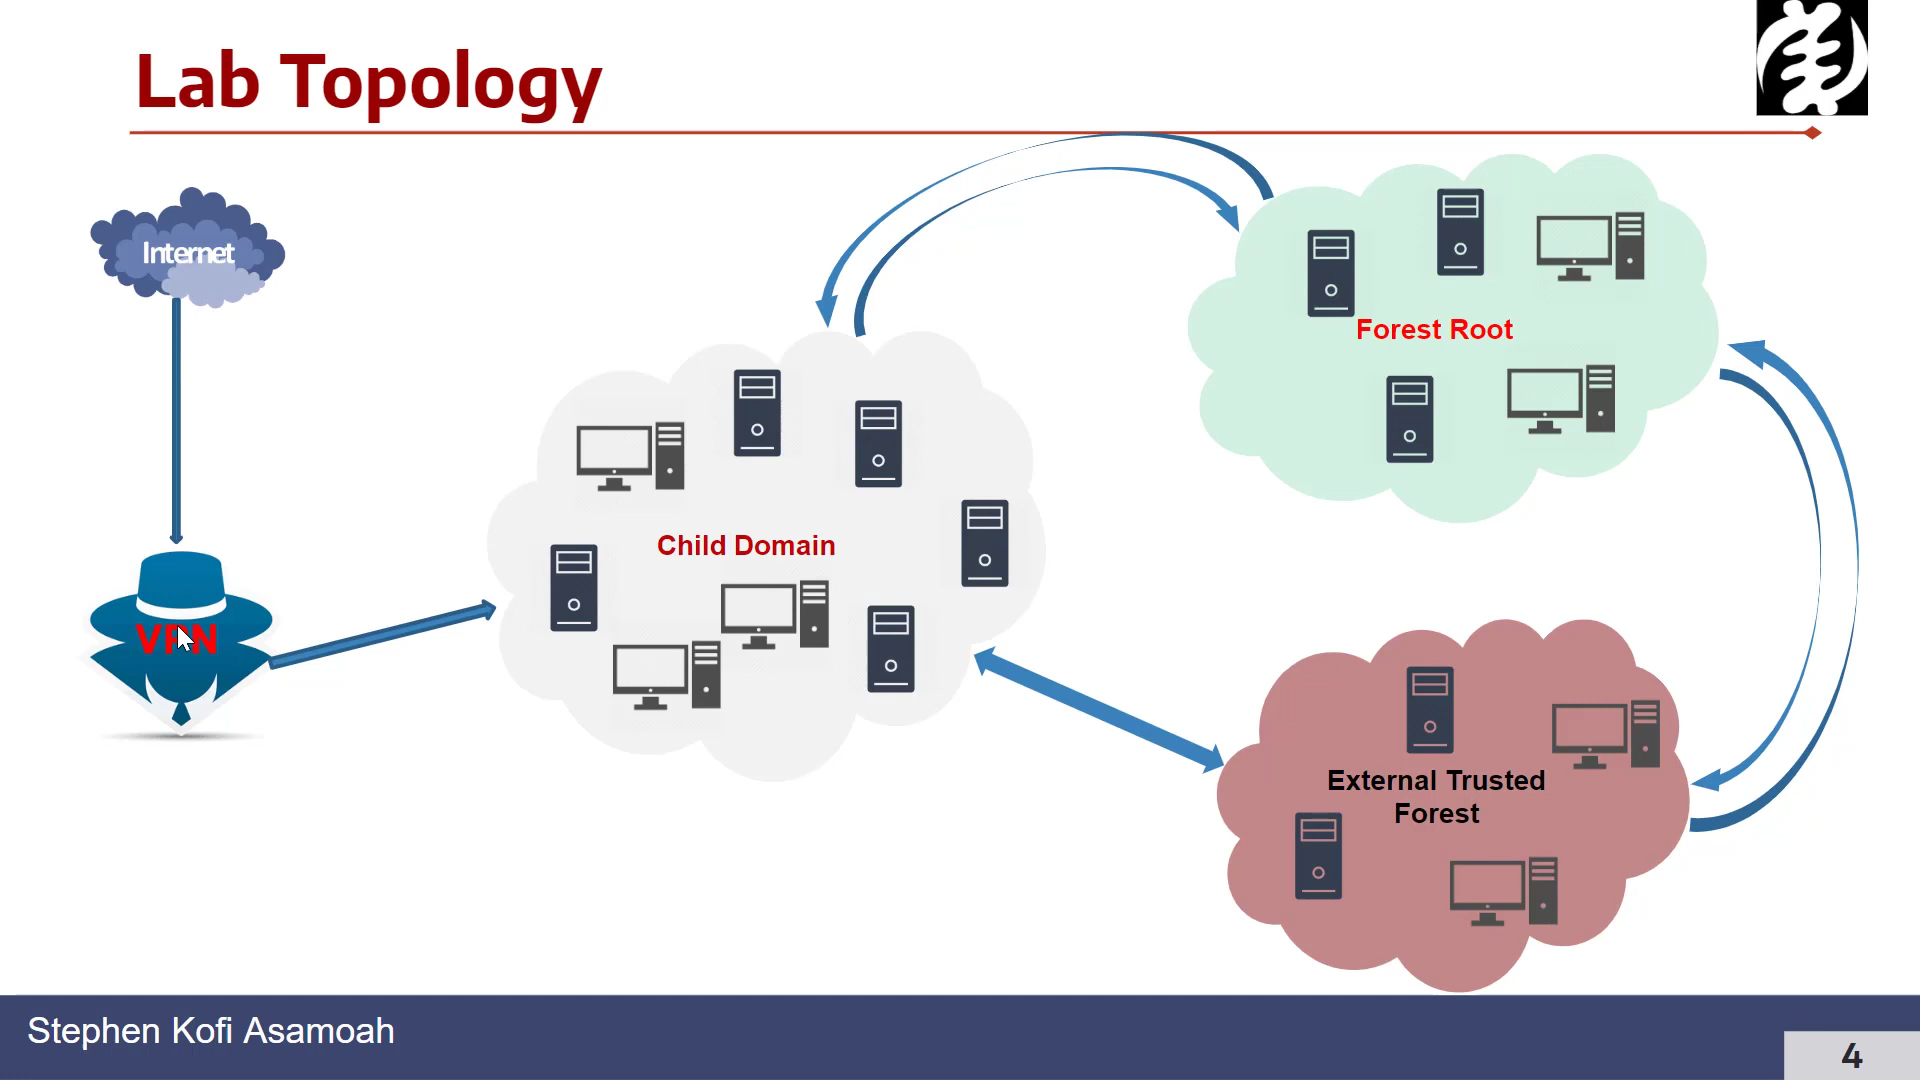 Lab Topology
Internet
Forest Root
Child Domain
VPN
External Trusted
Forest
Stephen Kofi Asamoah
4